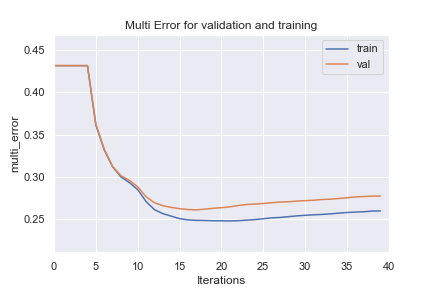 Multi Error for validation and training
train
val
multi_error
0.45
0.40
0.35
0.30
0.25
0 5 10 15 20 25 30 35 40
Iterations